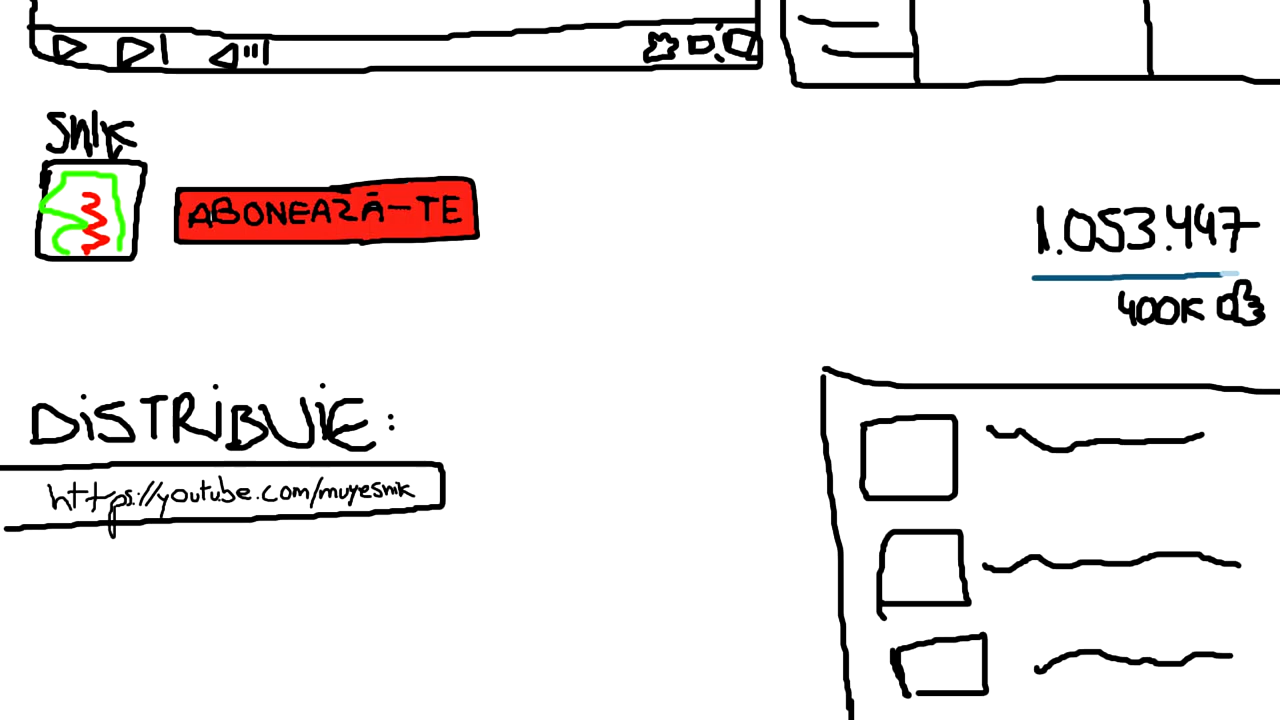 SNIK
ABONEAZĂ-TE
1.053.447
400K
DISTRIBUIE:
https://youtube.com/muyesnik